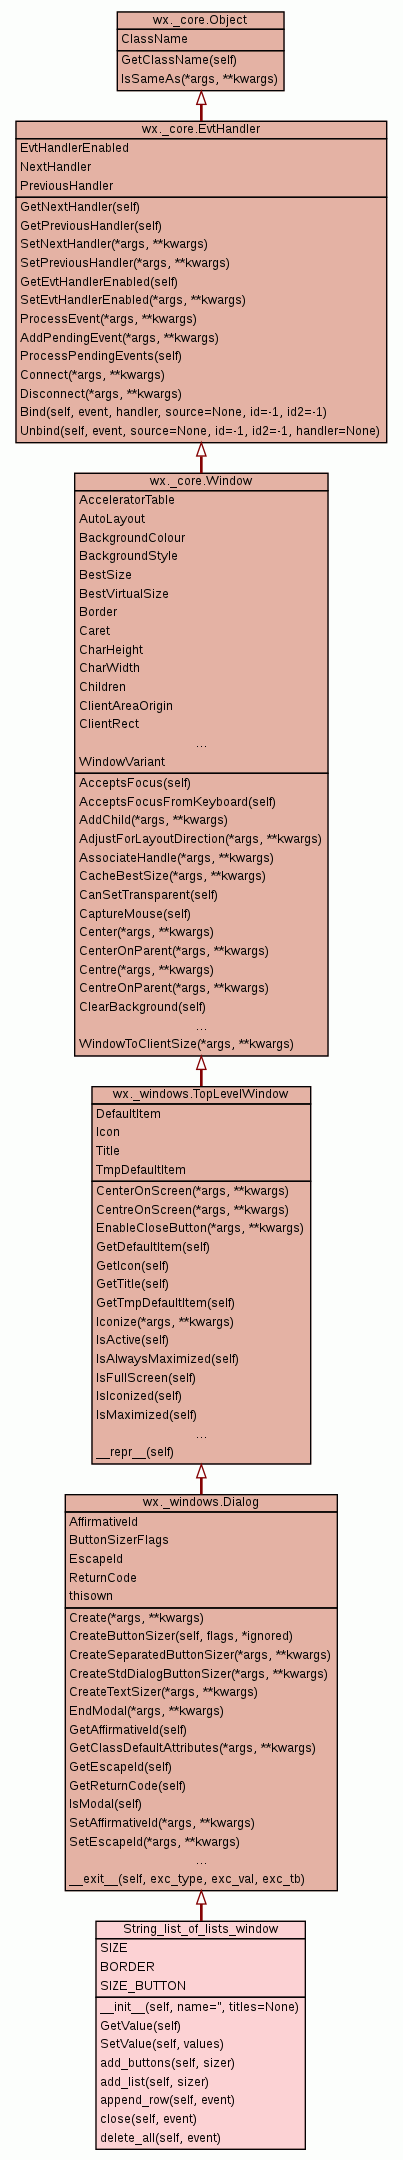 wx._core.Object
ClassName
GetClassName(self)
IsSameAs(*args, **kwargs)
wx._core.EvtHandler
EvtHandlerEnabled
NextHandler
PreviousHandler
GetNextHandler(self)
GetPreviousHandler(self)
SetNextHandler(*args, **kwargs)
SetPreviousHandler(*args, **kwargs)
GetEvtHandlerEnabled(self)
SetEvtHandlerEnabled(*args, **kwargs)
ProcessEvent(*args, **kwargs)
AddPendingEvent(*args, **kwargs)
ProcessPendingEvents(self)
Connect(*args, **kwargs)
Disconnect(*args, **kwargs)
Bind(self, event, handler, source=None, id=-1, id2=-1)
Unbind(self, event, source=None, id=-1, id2=-1, handler=None)
wx._core.Window
AcceleratorTable
AutoLayout
BackgroundColour
BackgroundStyle
BestSize
BestVirtualSize
Border
Caret
CharHeight
CharWidth
Children
ClientAreaOrigin
ClientRect
...
WindowVariant
AcceptsFocus(self)
AcceptsFocusFromKeyboard(self)
AddChild(*args, **kwargs)
AdjustForLayoutDirection(*args, **kwargs)
AssociateHandle(*args, **kwargs)
CacheBestSize(*args, **kwargs)
CanSetTransparent(self)
CaptureMouse(self)
Center(*args, **kwargs)
CenterOnParent(*args, **kwargs)
Centre(*args, **kwargs)
CentreOnParent(*args, **kwargs)
ClearBackground(self)
...
WindowToClientSize(*args, **kwargs)
wx._windows.TopLevelWindow
DefaultItem
Icon
Title
TmpDefaultItem
CenterOnScreen(*args, **kwargs)
CentreOnScreen(*args, **kwargs)
EnableCloseButton(*args, **kwargs)
GetDefaultItem(self)
GetIcon(self)
GetTitle(self)
GetTmpDefaultItem(self)
Iconize(*args, **kwargs)
IsActive(self)
IsAlwaysMaximized(self)
IsFullScreen(self)
IsIconized(self)
IsMaximized(self)
...
__repr__(self)
wx._windows.Dialog
AffirmativeId
ButtonSizerFlags
EscapeId
ReturnCode
thisown
Create(*args, **kwargs)
CreateButtonSizer(self, flags, *ignored)
CreateSeparatedButtonSizer(*args, **kwargs)
CreateStdDialogButtonSizer(*args, **kwargs)
CreateTextSizer(*args, **kwargs)
EndModal(*args, **kwargs)
GetAffirmativeId(self)
GetClassDefaultAttributes(*args, **kwargs)
GetEscapeId(self)
GetReturnCode(self)
IsModal(self)
SetAffirmativeId(*args, **kwargs)
SetEscapeId(*args, **kwargs)
...
__exit__(self, exc_type, exc_val, exc_tb)
String_list_of_lists_window
SIZE
BORDER
SIZE_BUTTON
__init__(self, name='', titles=None)
GetValue(self)
SetValue(self, values)
add_buttons(self, sizer)
add_list(self, sizer)
append_row(self, event)
close(self, event)
delete_all(self, event)